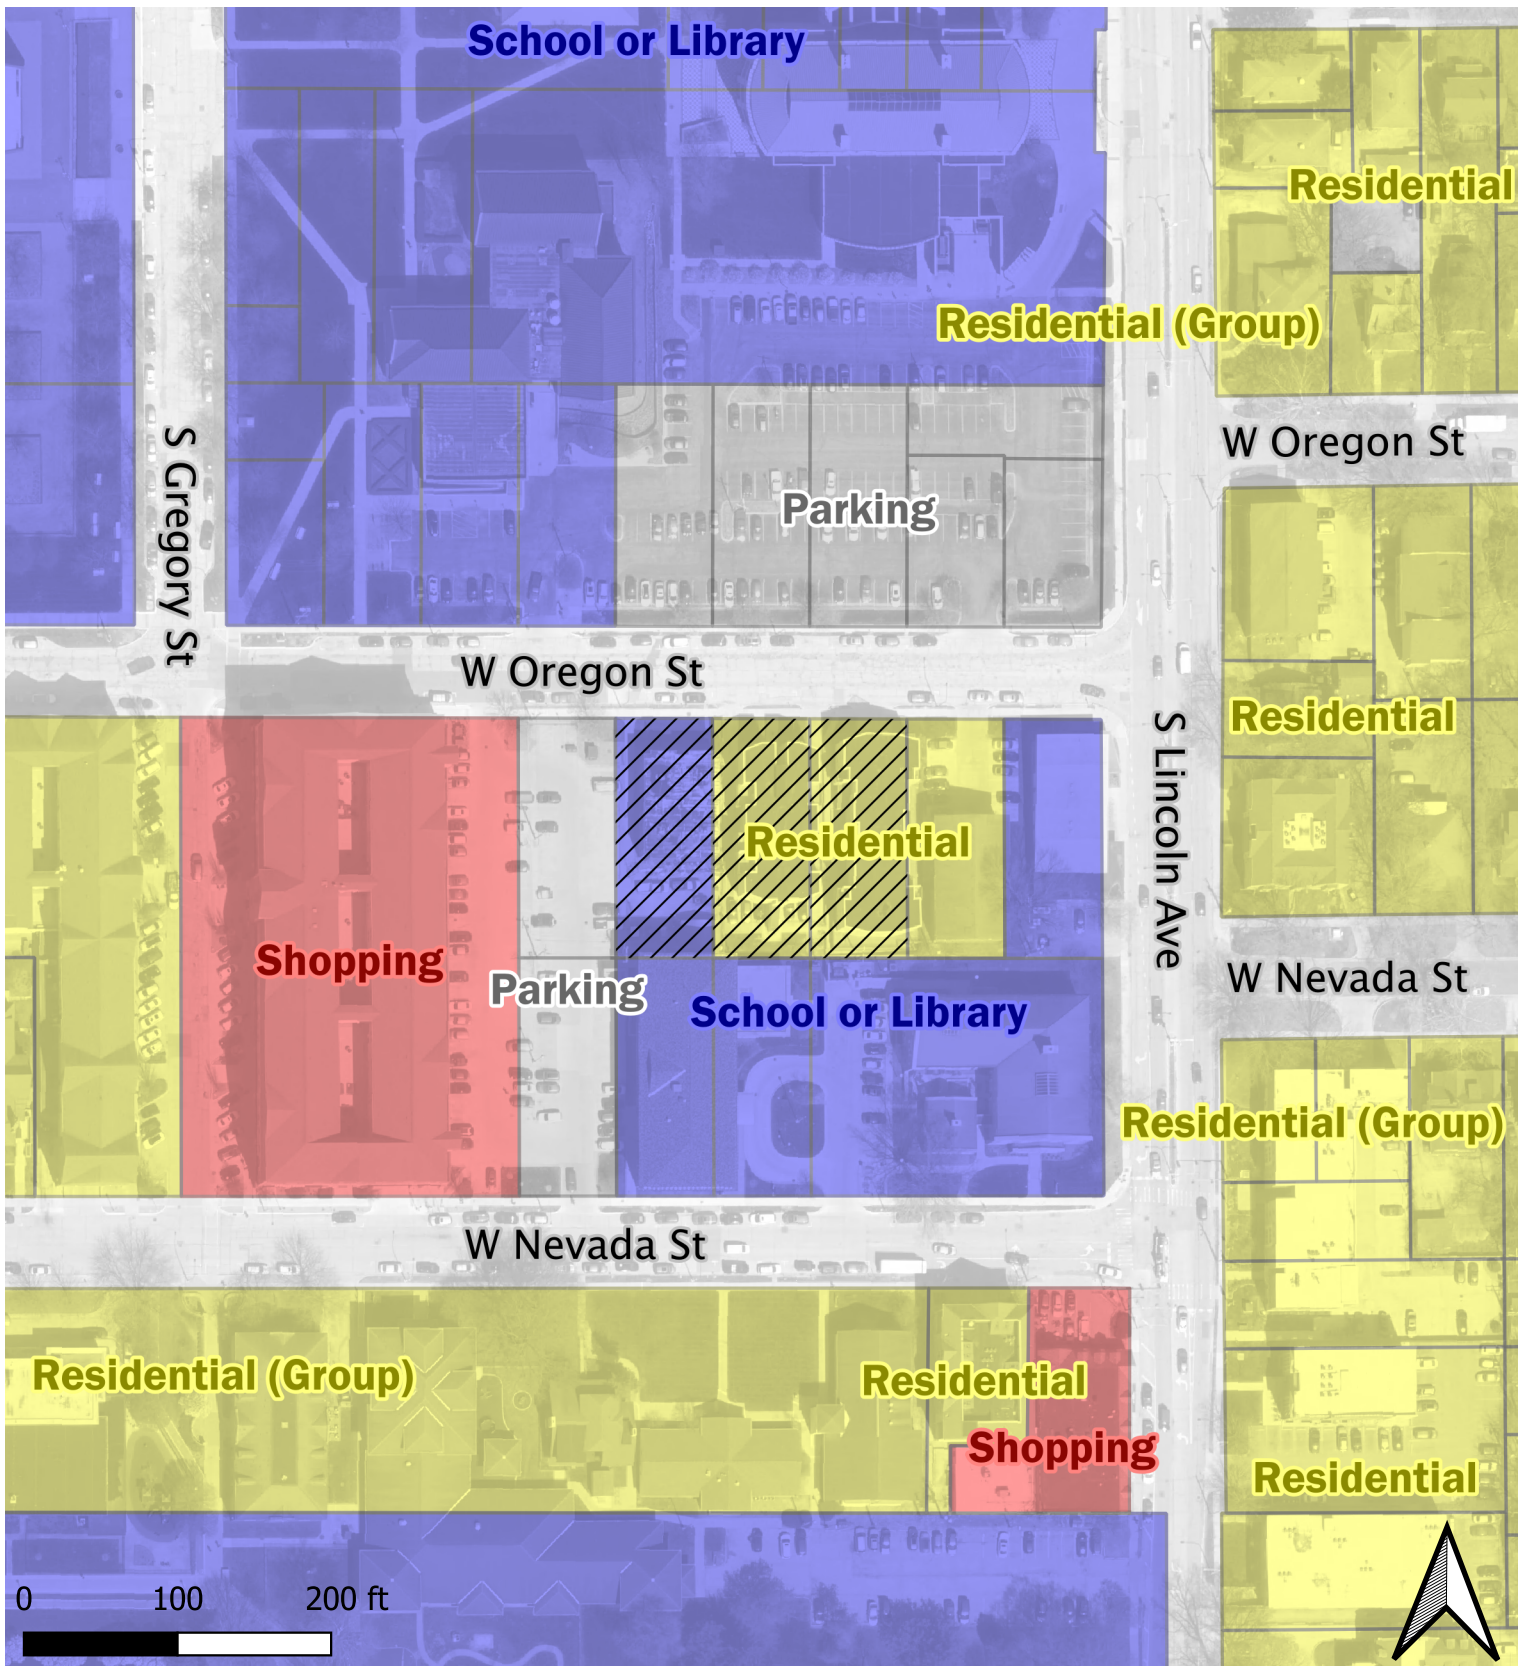 School or Library
Residential
Residential (Group)
W Oregon St
S Gregory St
Parking
W Oregon St
Residential
S Lincoln Ave
Residential
Shopping
Parking
W Nevada St
School or Library
Residential (Group)
W Nevada St
Residential (Group)
Residential
Shopping
Residential
0 100 200 ft